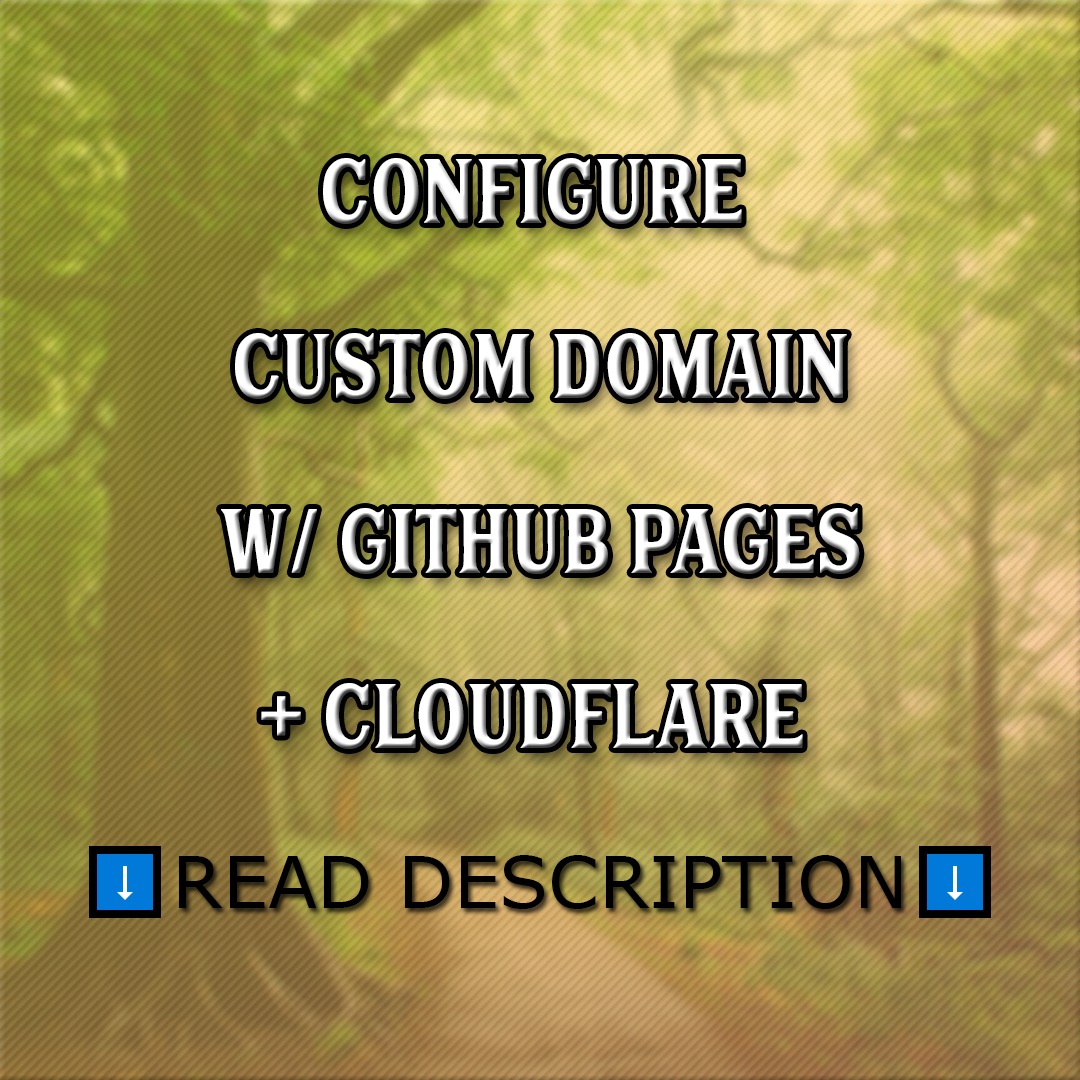 CONFIGURE
CUSTOM DOMAIN
W/ GITHUB PAGES
+ CLOUDFLARE
↓ READ DESCRIPTION ↓